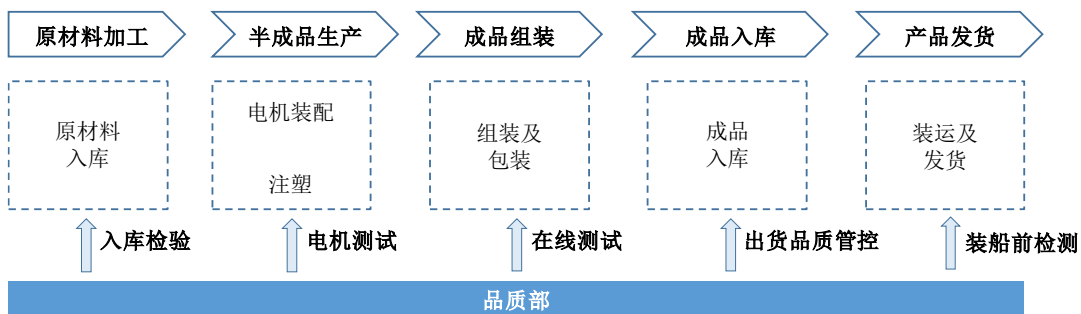 原材料加工
半成品生产
成品组装
成品入库
产品发货
原材料
入库
电机装配
注塑
组装及
包装
成品
入库
装运及
发货
入库检验
电机测试
在线测试
出货品质管控
装船前检测
品质部